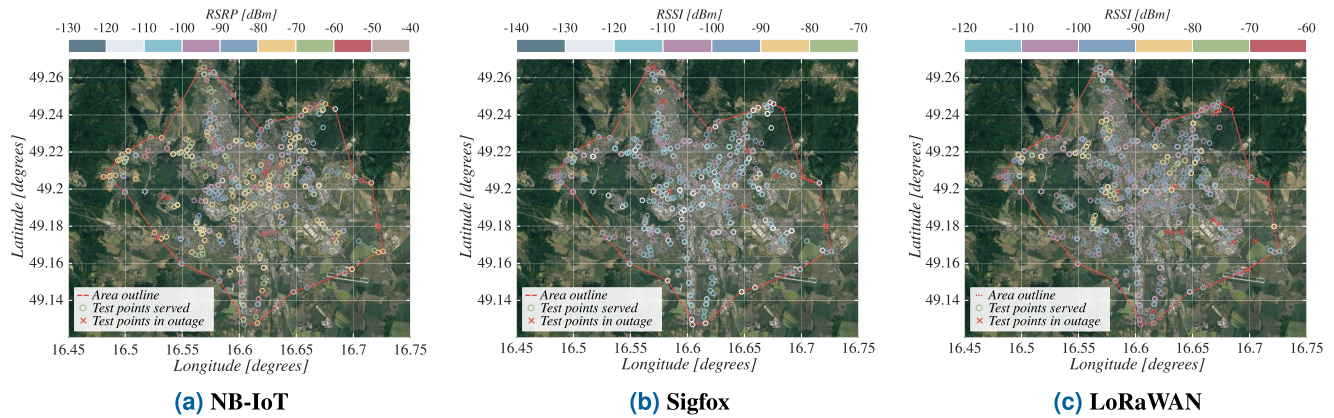 RSRP [dBm]
-130 -120 -110 -100 -90 -80 -70 -60 -50 -40
49.26
49.24
49.22
49.2
49.18
49.16
49.14
Latitude [degrees]
Area outline
Test points served
Test points in outage
16.45 16.5 16.55 16.6 16.65 16.7 16.75
Longitude [degrees]
(a) NB-IoT
RSSI [dBm]
-140 -130 -120 -110 -100 -90 -80 -70
49.26
49.24
49.22
49.2
49.18
49.16
49.14
Latitude [degrees]
Area outline
Test points served
Test points in outage
16.45 16.5 16.55 16.6 16.65 16.7 16.75
Longitude [degrees]
(b) Sigfox
RSSI [dBm]
-120 -110 -100 -90 -80 -70 -60
49.26
49.24
49.22
49.2
49.18
49.16
49.14
Latitude [degrees]
Area outline
Test points served
Test points in outage
16.45 16.5 16.55 16.6 16.65 16.7 16.75
Longitude [degrees]
(c) LoRaWAN